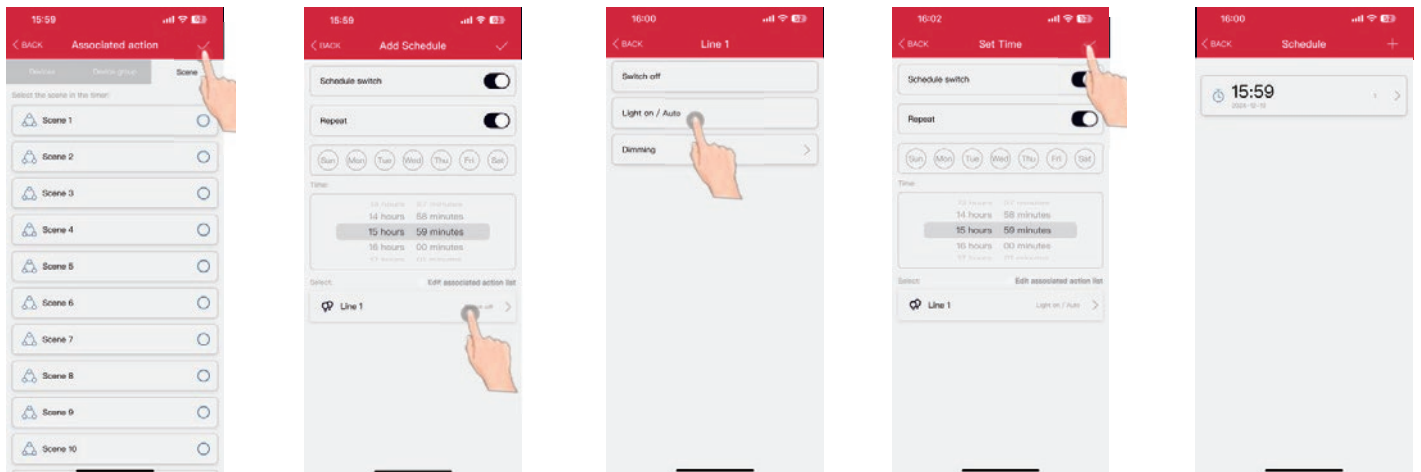 15:59
BACK
Associated action
Devices
Device group
Scene
Select the scene in the timer:
Scene 1
Scene 2
Scene 3
Scene 4
Scene 5
Scene 6
Scene 7
Scene 8
Scene 9
Scene 10
15:59
BACK
Add Schedule
Schedule switch
Repeat
Sun Mon Tue Wed Thu Fri Sat
Time:
14 hours 58 minutes
15 hours 59 minutes
16 hours 00 minutes
Select:
Edit associated action list
Line 1
16:00
BACK
Line 1
Switch off
Light on / Auto
Dimming
16:02
BACK
Set Time
Schedule switch
Repeat
Sun Mon Tue Wed Thu Fri Sat
Time:
14 hours 58 minutes
15 hours 59 minutes
16 hours 00 minutes
Select:
Edit associated action list
Line 1
Light on / Auto
16:00
BACK
Schedule
15:59